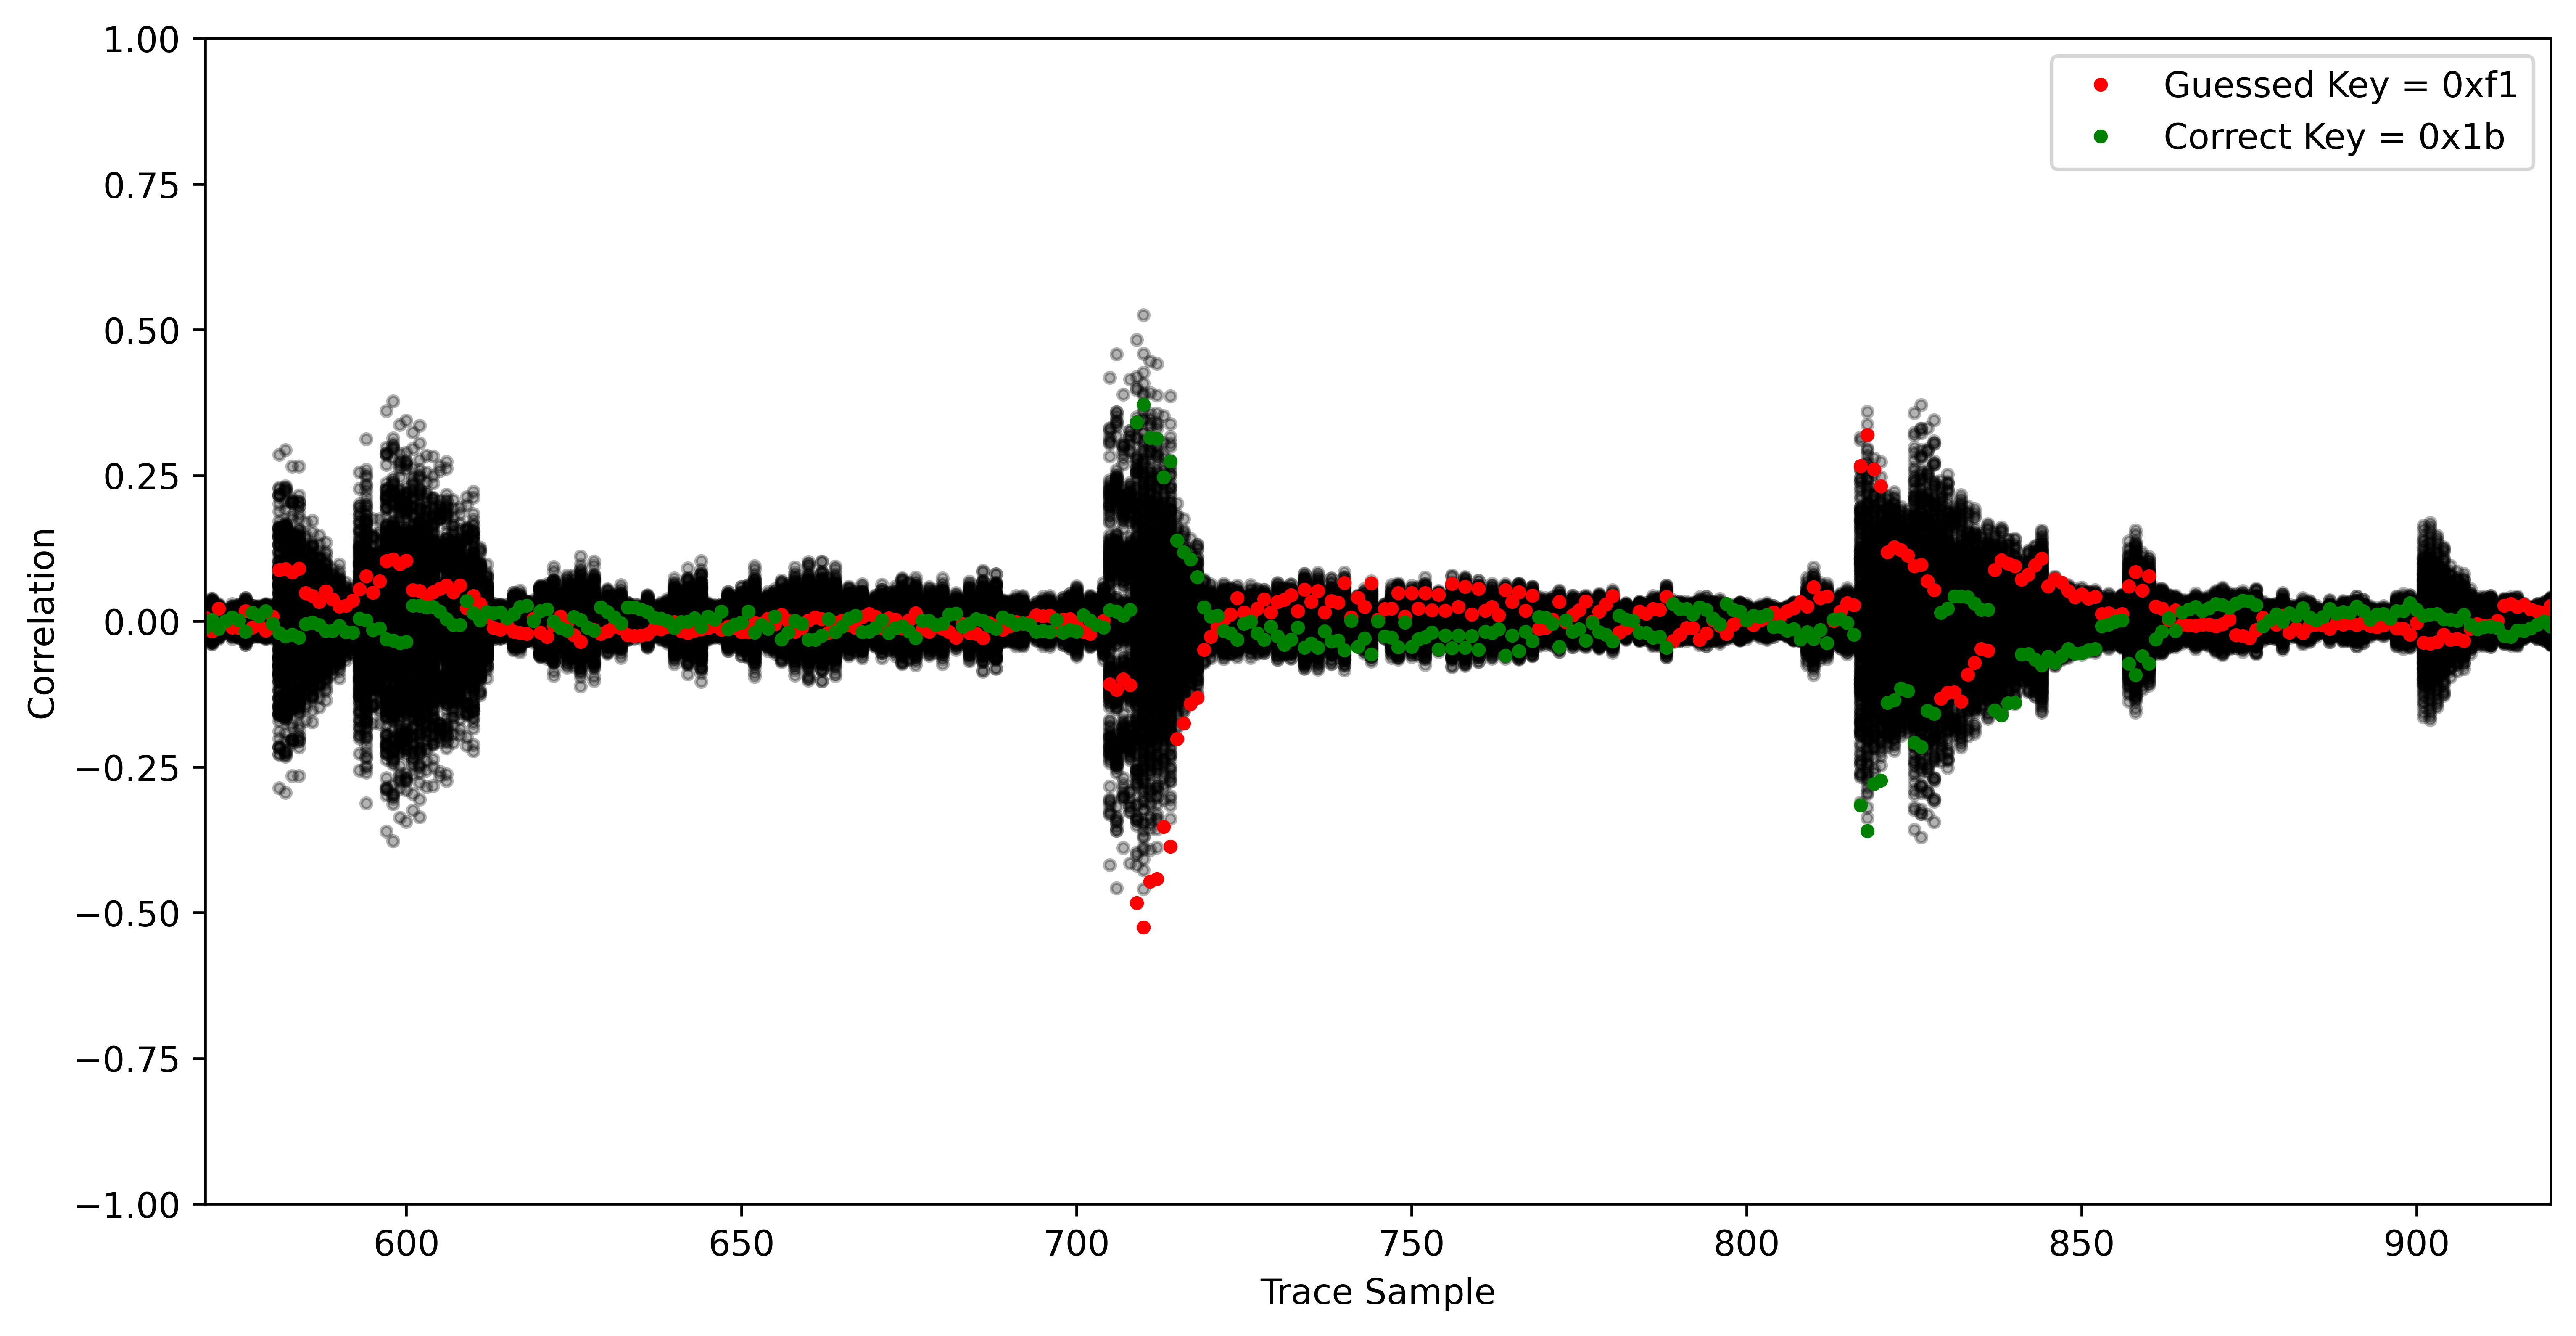 Guessed Key = 0xf1
Correct Key = 0x1b
1.00
0.75
0.50
0.25
0.00
−0.25
−0.50
−0.75
−1.00
Correlation
600 650 700 750 800 850 900
Trace Sample